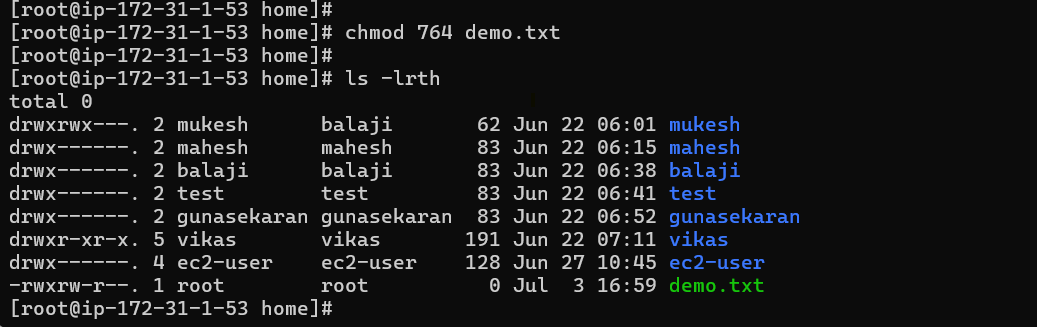 [root@ip-172-31-1-53 home]#
[root@ip-172-31-1-53 home]# chmod 764 demo.txt
[root@ip-172-31-1-53 home]#
[root@ip-172-31-1-53 home]# ls -lrth
total 0
drwxrwx---. 2 mukesh      balaji       62 Jun 22 06:01 mukesh
drwx------. 2 mahesh      mahesh       83 Jun 22 06:15 mahesh
drwx------. 2 balaji      balaji       83 Jun 22 06:38 balaji
drwx------. 2 test        test         83 Jun 22 06:41 test
drwx------. 2 gunasekaran gunasekaran  83 Jun 22 06:52 gunasekaran
drwxr-xr-x. 5 vikas       vikas       191 Jun 22 07:11 vikas
drwx------. 4 ec2-user    ec2-user    128 Jun 27 10:45 ec2-user
-rwxrw-r--. 1 root        root          0 Jul  3 16:59 demo.txt
[root@ip-172-31-1-53 home]#